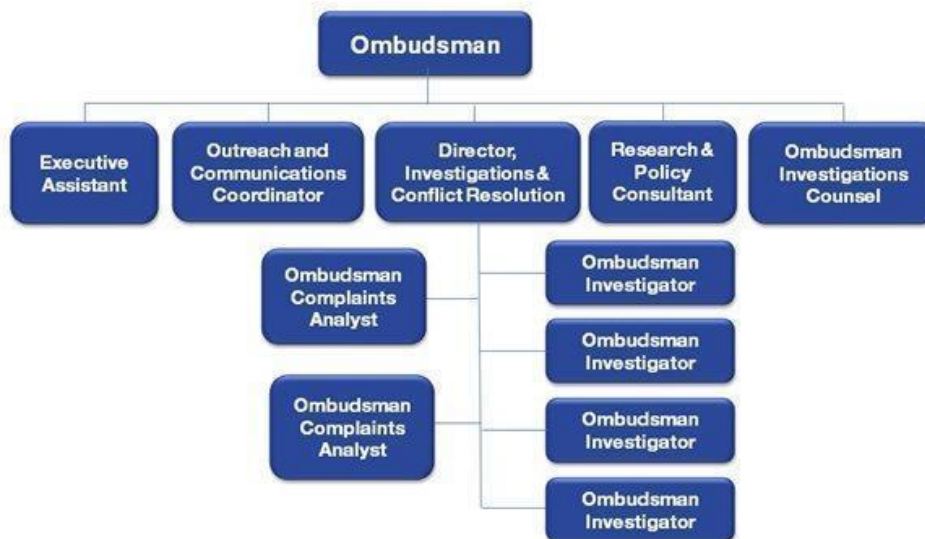 Ombudsman
Executive
Assistant
Outreach and
Communications
Coordinator
Director,
Investigations &
Conflict Resolution
Research &
Policy
Consultant
Ombudsman
Investigations
Counsel
Ombudsman
Complaints
Analyst
Ombudsman
Complaints
Analyst
Ombudsman
Investigator
Ombudsman
Investigator
Ombudsman
Investigator
Ombudsman
Investigator